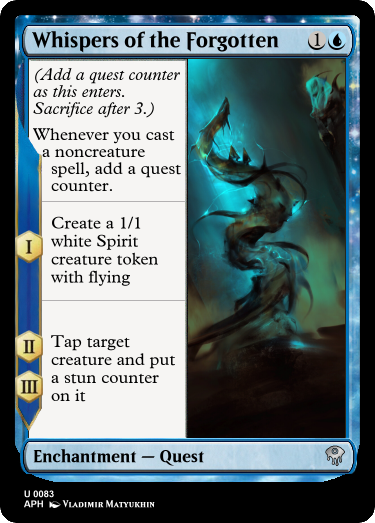 Whispers of the Forgotten 1
(Add a quest counter
as this enters.
Sacrifice after 3.)
Whenever you cast
a noncreature
spell, add a quest
counter.
I
Create a 1/1
white Spirit
creature token
with flying
II
III
Tap target
creature and put
a stun counter
on it
Enchantment — Quest
U 0083
APH Vladimir Matyukhin